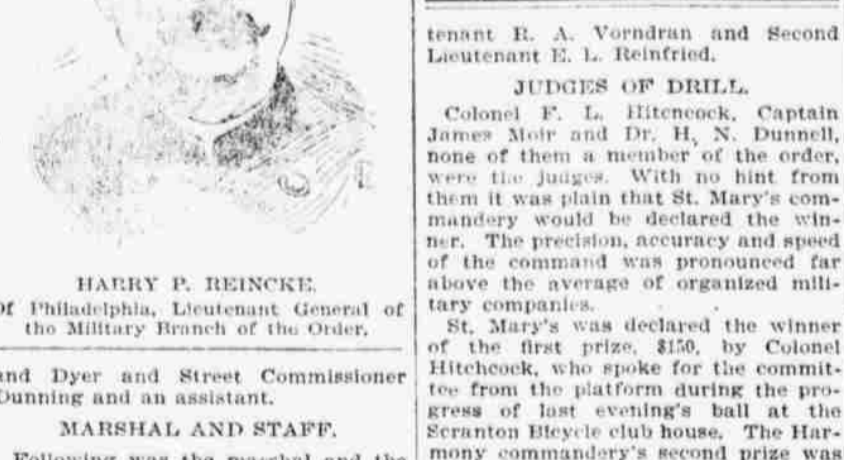 HARRY P. REINCKE.
Of Philadelphia, Lieutenant General of
the Military Branch of the Order.
and Dyer and Street Commissioner
Dunning and an assistant.
MARSHAL AND STAFF.
Following was the marshal and the
tenant R. A. Vorndran and Second
Lieutenant E. L. Reinfried.
JUDGES OF DRILL.
Colonel F. L. Hitchcock, Captain
James Moir and Dr. H. N. Dunnell,
none of them a member of the order,
were the judges. With no hint from
them it was plain that St. Mary's com-
mandery would be declared the win-
ner. The precision, accuracy and speed
of the command was pronounced far
above the average of organized mili-
tary companies.
St. Mary's was declared the winner
of the first prize, $150, by Colonel
Hitchcock, who spoke for the commit-
tee from the platform during the pro-
gress of last evening's ball at the
Scranton Bicycle club house. The Har-
mony commandery's second prize was